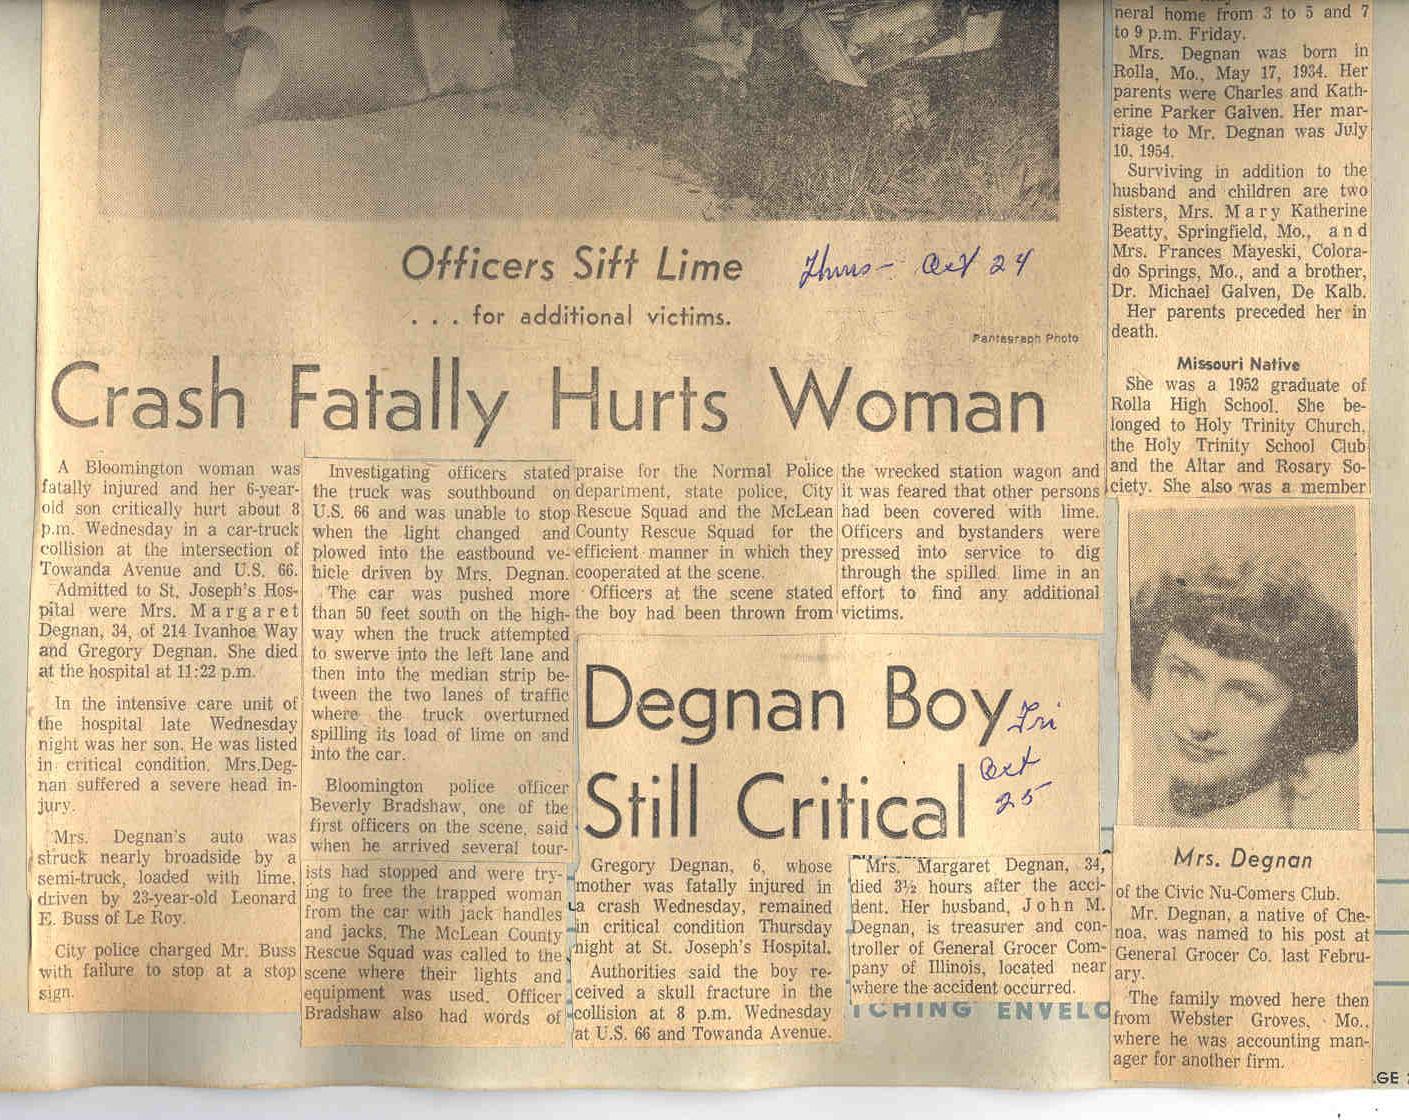 Officers Sift Lime
Thurs - Oct 24
. . . for additional victims.
Pantagraph Photo
Crash Fatally Hurts Woman
A Bloomington woman was
fatally injured and her 6-year-
old son critically hurt about 8
p.m. Wednesday in a car-truck
collision at the intersection of
Towanda Avenue and U.S. 66.
Admitted to St. Joseph's Hos-
pital were Mrs. Margaret
Degnan, 34, of 214 Ivanhoe Way
and Gregory Degnan. She died
at the hospital at 11:22 p.m.
In the intensive care unit of
the hospital late Wednesday
night was her son. He was listed
in critical condition. Mrs.Deg-
nan suffered a severe head in-
jury.
Mrs. Degnan's auto was
struck nearly broadside by a
semi-truck, loaded with lime,
driven by 23-year-old Leonard
E. Buss of Le Roy.
City police charged Mr. Buss
with failure to stop at a stop
sign.
Investigating officers stated
the truck was southbound on
U.S. 66 and was unable to stop
when the light changed and
plowed into the eastbound ve-
hicle driven by Mrs. Degnan.
The car was pushed more
than 50 feet south on the high-
way when the truck attempted
to swerve into the left lane and
then into the median strip be-
tween the two lanes of traffic
where the truck overturned
spilling its load of lime on and
into the car.
Bloomington police officer
Beverly Bradshaw, one of the
first officers on the scene, said
when he arrived several tour-
ists had stopped and were try-
ing to free the trapped woman
from the car with jack handles
and jacks. The McLean County
Rescue Squad was called to the
scene where their lights and
equipment was used. Officer
Bradshaw also had words of
praise for the Normal Police
department, state police, City
Rescue Squad and the McLean
County Rescue Squad for the
efficient manner in which they
cooperated at the scene.
Officers at the scene stated
the boy had been thrown from
the wrecked station wagon and
it was feared that other persons
had been covered with lime.
Officers and bystanders were
pressed into service to dig
through the spilled lime in an
effort to find any additional
victims.
Degnan Boy
Still Critical
Fri
Oct
25
Gregory Degnan, 6, whose
mother was fatally injured in
a crash Wednesday, remained
in critical condition Thursday
night at St. Joseph's Hospital.
Authorities said the boy re-
ceived a skull fracture in the
collision at 8 p.m. Wednesday
at U.S. 66 and Towanda Avenue.
Mrs. Margaret Degnan, 34,
died 3½ hours after the acci-
dent. Her husband, John M.
Degnan, is treasurer and con-
troller of General Grocer Com-
pany of Illinois, located near
where the accident occurred.
TCHING ENVELO
neral home from 3 to 5 and 7
to 9 p.m. Friday.
Mrs. Degnan was born in
Rolla, Mo., May 17, 1934. Her
parents were Charles and Kath-
erine Parker Galven. Her mar-
riage to Mr. Degnan was July
10, 1954.
Surviving in addition to the
husband and children are two
sisters, Mrs. Mary Katherine
Beatty, Springfield, Mo., and
Mrs. Frances Mayeski, Colora-
do Springs, Mo., and a brother,
Dr. Michael Galven, De Kalb.
Her parents preceded her in
death.
Missouri Native
She was a 1952 graduate of
Rolla High School. She be-
longed to Holy Trinity Church,
the Holy Trinity School Club
and the Altar and Rosary So-
ciety. She also was a member
Mrs. Degnan
of the Civic Nu-Comers Club.
Mr. Degnan, a native of Che-
noa, was named to his post at
General Grocer Co. last Febru-
ary.
The family moved here then
from Webster Groves, Mo.,
where he was accounting man-
ager for another firm.
GE